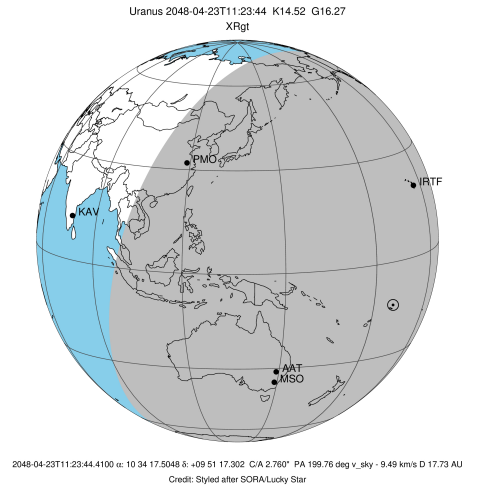 Uranus 2048-04-23T11:23:44 K14.52 G16.27
XRgt
PMO
IRTF
KAV
AAT
MSO
2048-04-23T11:23:44.4100 α: 10 34 17.5048 δ: +09 51 17.302 C/A 2.760" PA 199.76 deg v_sky - 9.49 km/s D 17.73 AU
Credit: Styled after SORA/Lucky Star